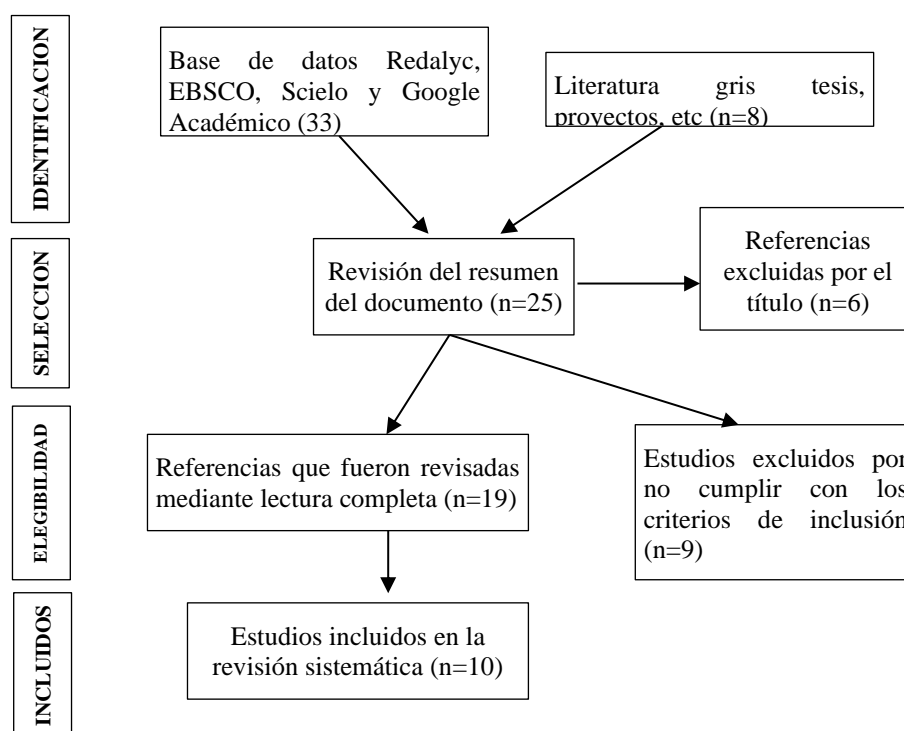 IDENTIFICACION
Base de datos Redalyc,
EBSCO, Scielo y Google
Académico (33)
Literatura gris tesis,
proyectos, etc (n=8)
SELECCION
Revisión del resumen
del documento (n=25)
Referencias
excluidas por el
título (n=6)
ELEGIBILIDAD
Referencias que fueron revisadas
mediante lectura completa (n=19)
Estudios excluidos por
no cumplir con los
criterios de inclusión
(n=9)
INCLUIDOS
Estudios incluidos en la
revisión sistemática (n=10)